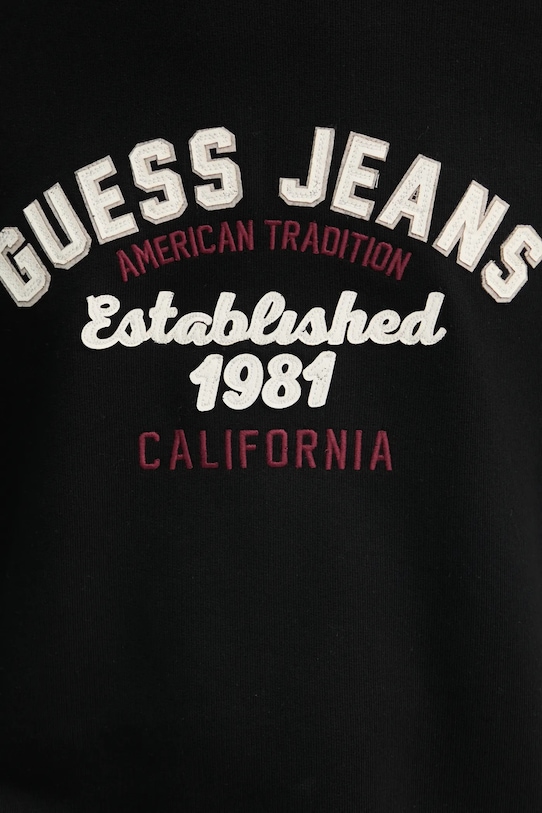 GUESS JEANS
AMERICAN TRADITION
Established
1981
CALIFORNIA